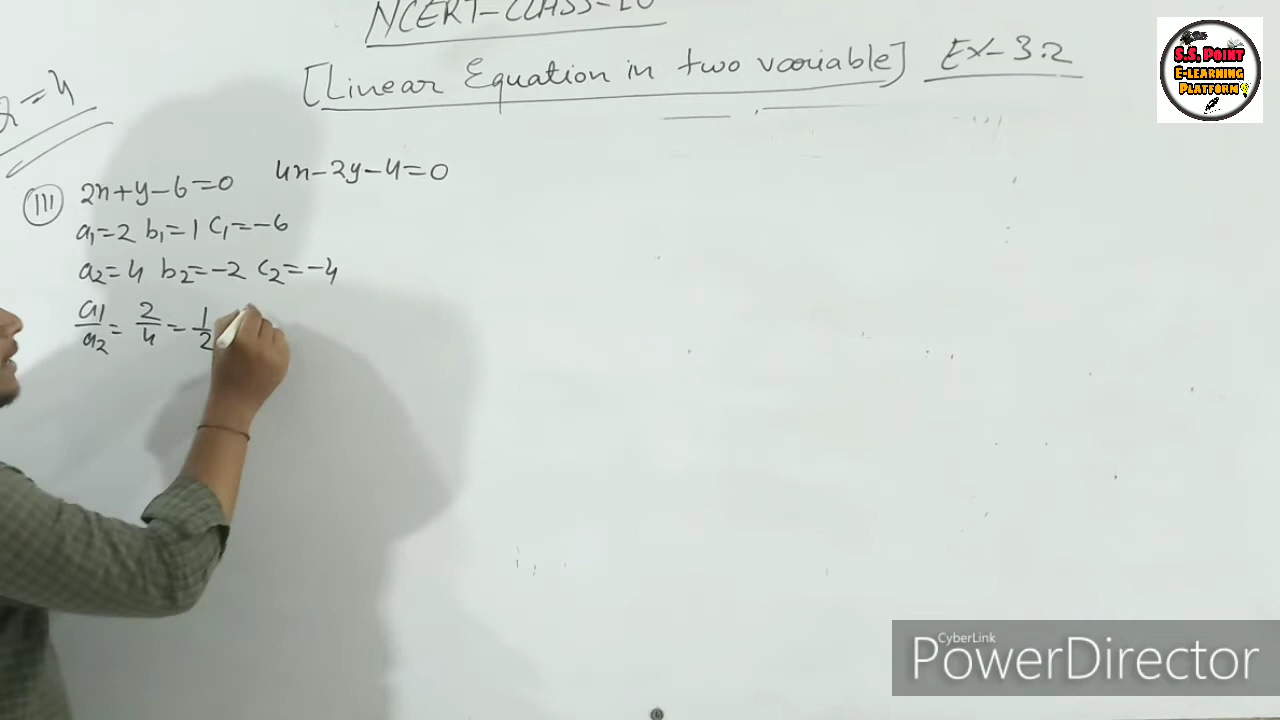 NCERT-CLASS-10
[Linear Equation in two variable] EX-3.2
2=4
(III) 2x+y-6=0 4x-2y-4=0
a₁=2 b₁=1 c₁=-6
a₂=4 b₂=-2 c₂=-4
a₁/a₂ = 2/4 = 1/2
S.S. POINT
E-LEARNING
PLATFORM
CyberLink
PowerDirector